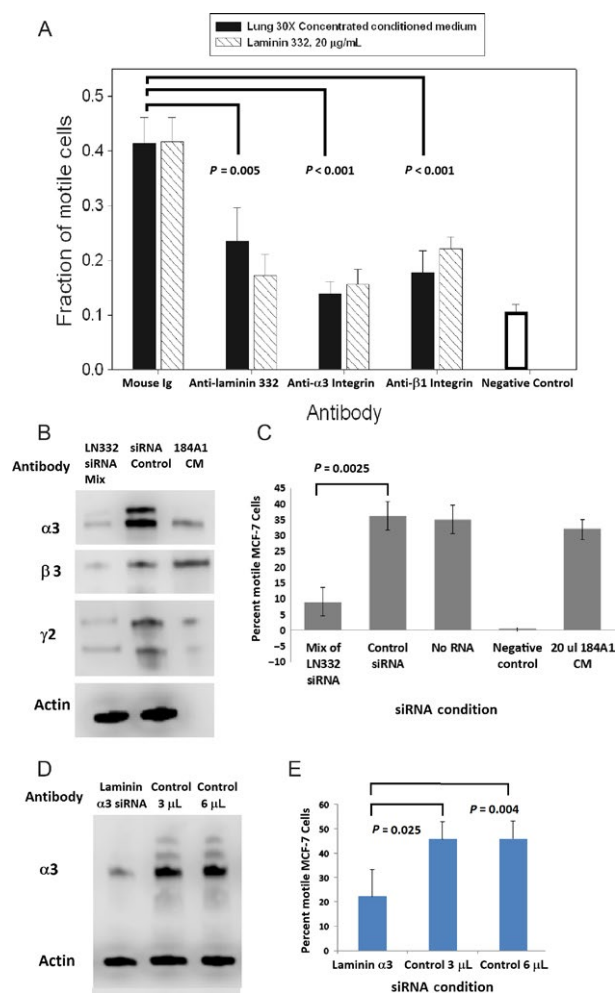 A
Lung 30X Concentrated conditioned medium
Laminin 332, 20 µg/mL
Fraction of motile cells
0.5
0.4
0.3
0.2
0.1
0.0
P = 0.005
P < 0.001
P < 0.001
Mouse Ig
Anti-laminin 332
Anti-α3 Integrin
Anti-β1 Integrin
Negative Control
Antibody
B
Antibody
LN332 siRNA Control 184A1
siRNA Control CM
Mix
α3
β3
γ2
Actin
C
P = 0.0025
Percent motile MCF-7 Cells
45
40
35
30
25
20
15
10
5
0
−5
−10
Mix of LN332 siRNA
Control siRNA
No RNA
Negative control
20 ul 184A1 CM
siRNA condition
D
Antibody
Laminin α3 siRNA
Control 3 µL
Control 6 µL
α3
Actin
E
Percent motile MCF-7 Cells
60
50
40
30
20
10
0
P = 0.025
P = 0.004
Laminin α3
Control 3 µL
Control 6 µL
siRNA condition